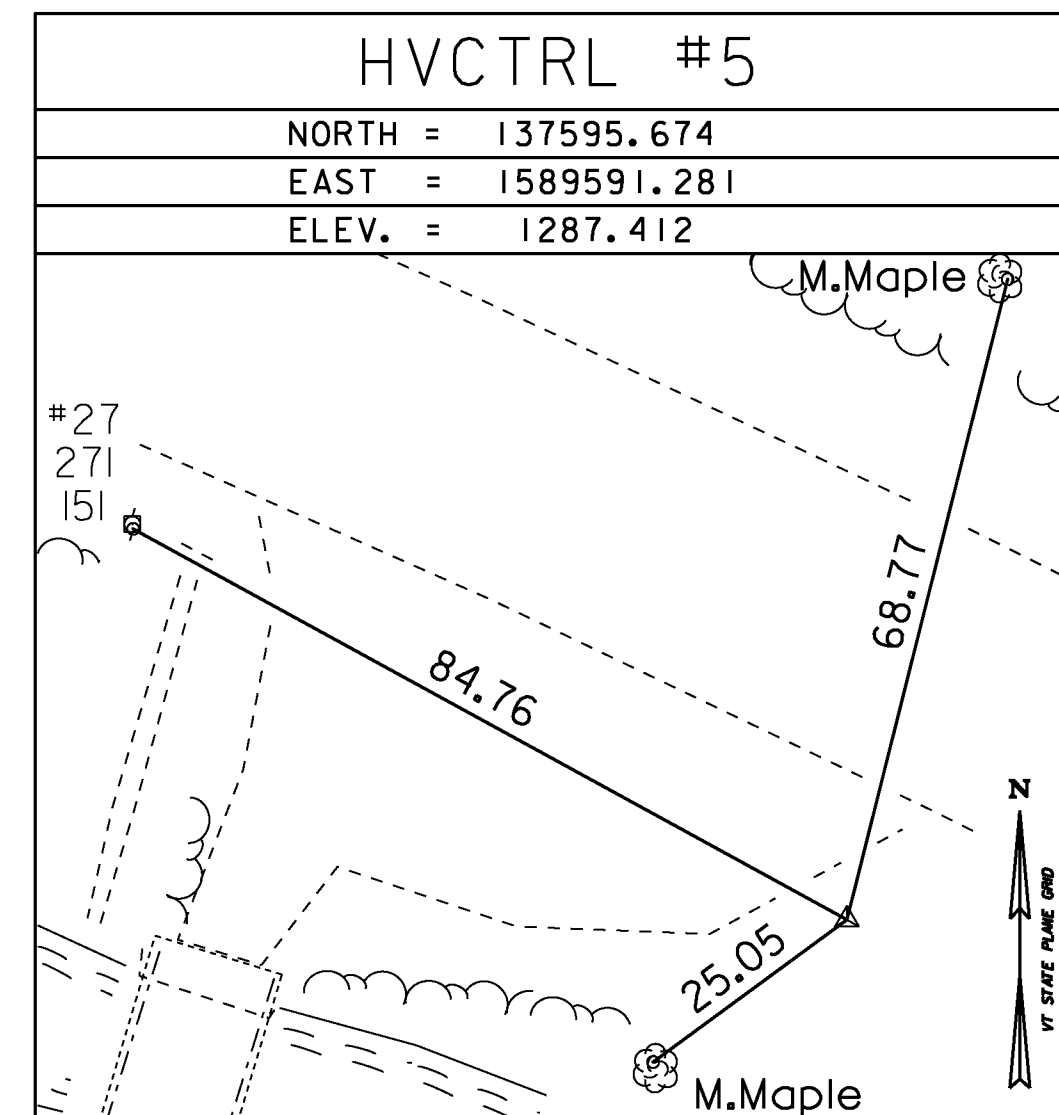 HVCTRL #5
NORTH = 137595.674
EAST = 1589591.281
ELEV. = 1287.412
M.Maple
#27
271
151
68.77
84.76
N
VT STATE PLANE GRID
25.05
M.Maple